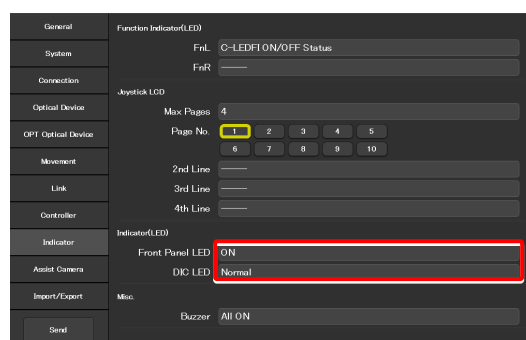 General
System
Connection
Optical Device
OPT Optical Device
Movement
Link
Controller
Indicator
Assist Camera
Import/Export
Send
Function Indicator(LED)
FnL C-LEDFI ON/OFF Status
FnR ----
Joystick LCD
Max Pages 4
Page No. 1 2 3 4 5
6 7 8 9 10
2nd Line ----
3rd Line ----
4th Line ----
Indicator(LED)
Front Panel LED ON
DIC LED Normal
Misc.
Buzzer All ON